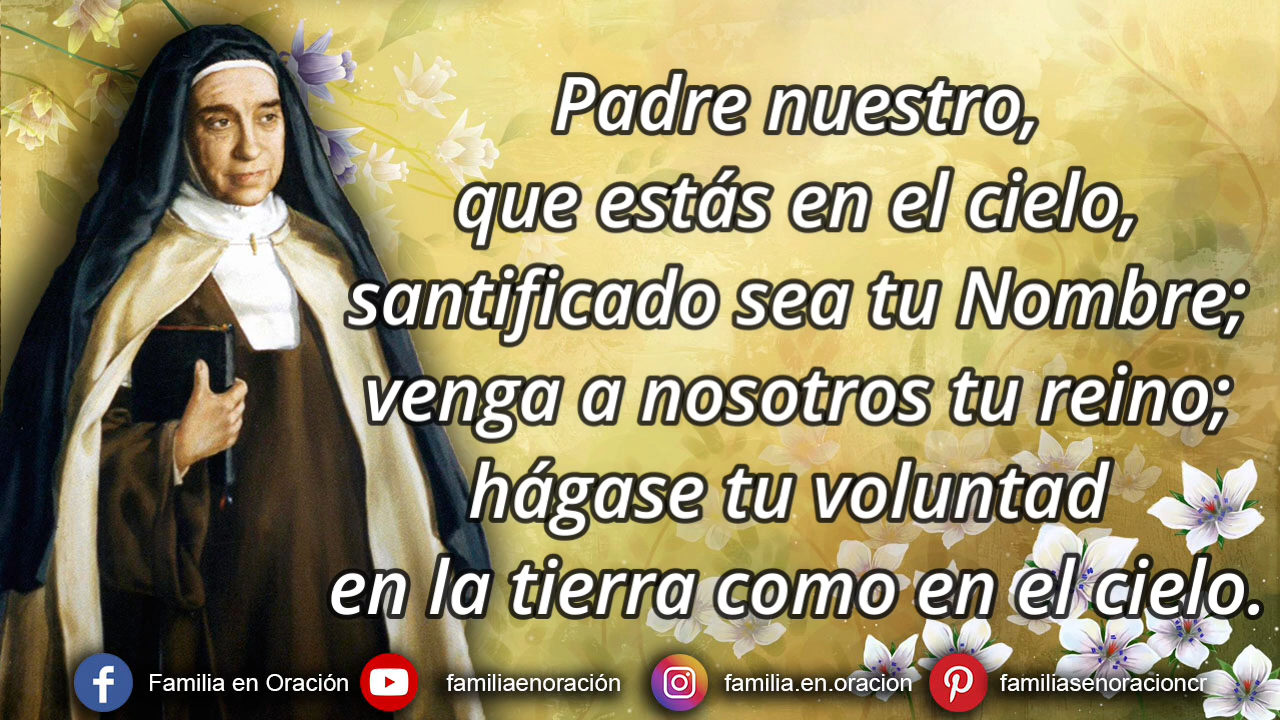 Padre nuestro,
que estás en el cielo,
santificado sea tu Nombre;
venga a nosotros tu reino;
hágase tu voluntad
en la tierra como en el cielo.
Familia en Oración familiaenoración familia.en.oracion familiasenoracioncr